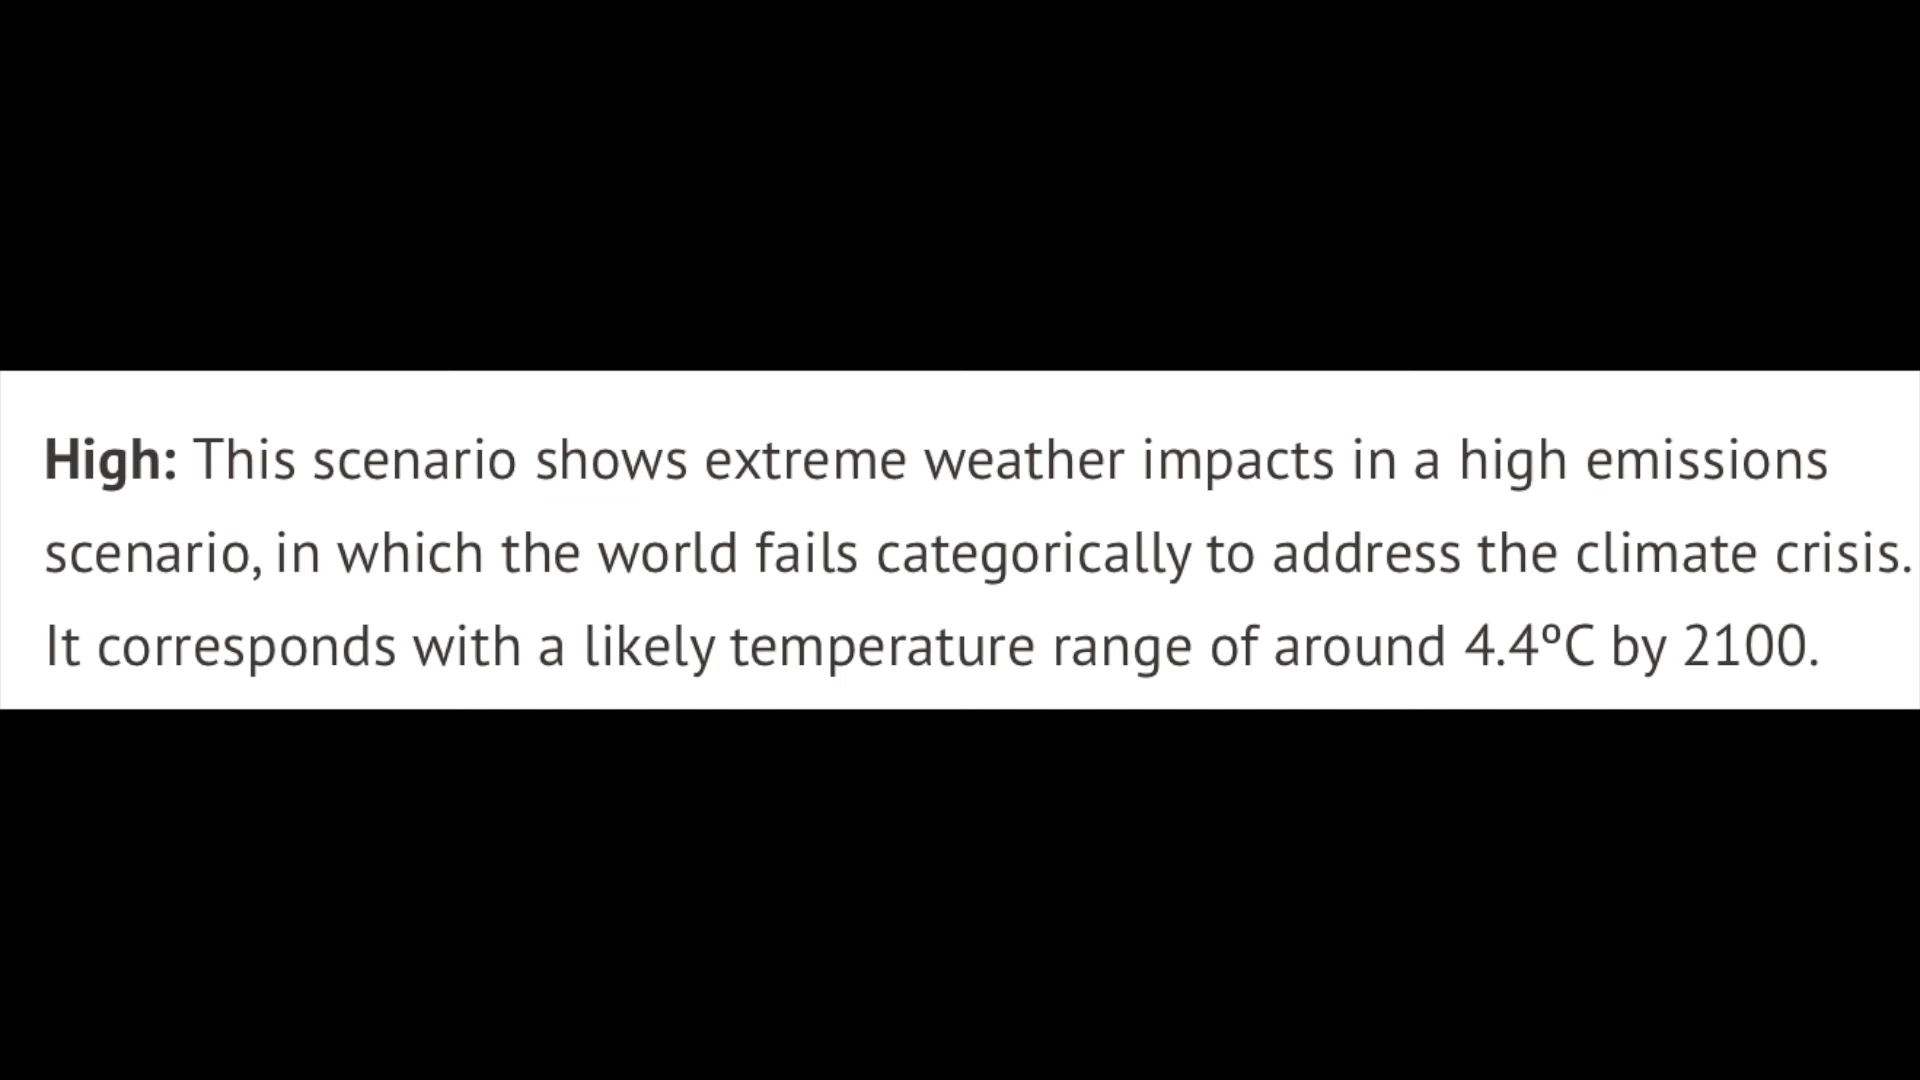 High: This scenario shows extreme weather impacts in a high emissions
scenario, in which the world fails categorically to address the climate crisis.
It corresponds with a likely temperature range of around 4.4ºC by 2100.